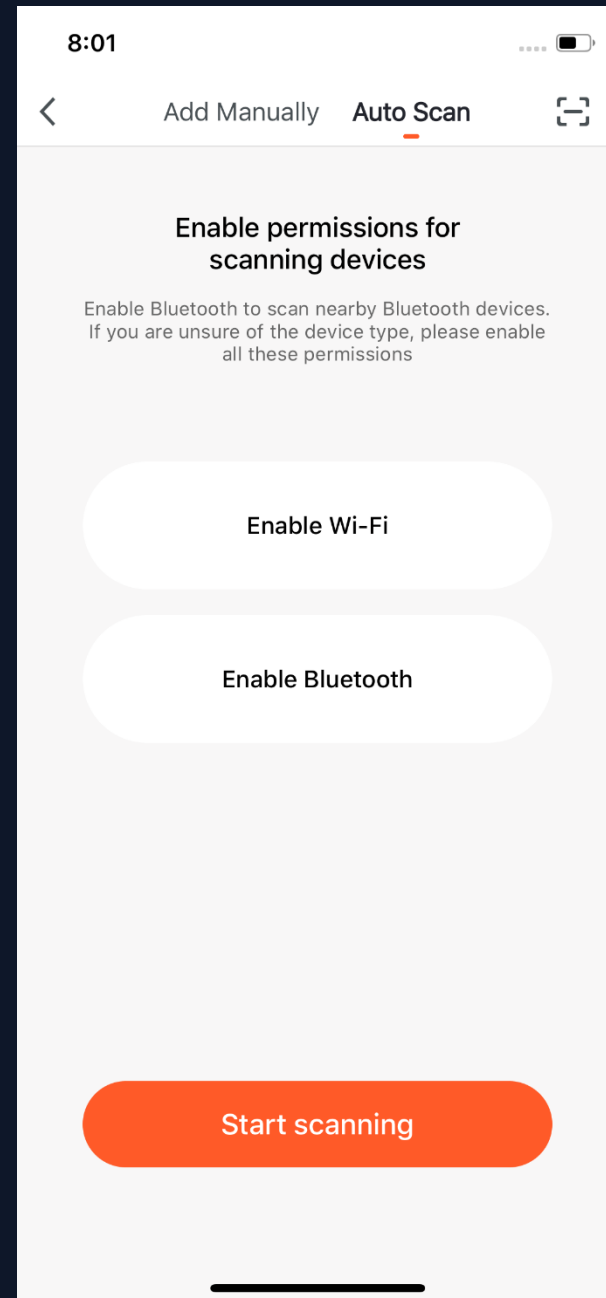 8:01
Add Manually Auto Scan
Enable permissions for
scanning devices
Enable Bluetooth to scan nearby Bluetooth devices.
If you are unsure of the device type, please enable
all these permissions
Enable Wi-Fi
Enable Bluetooth
Start scanning